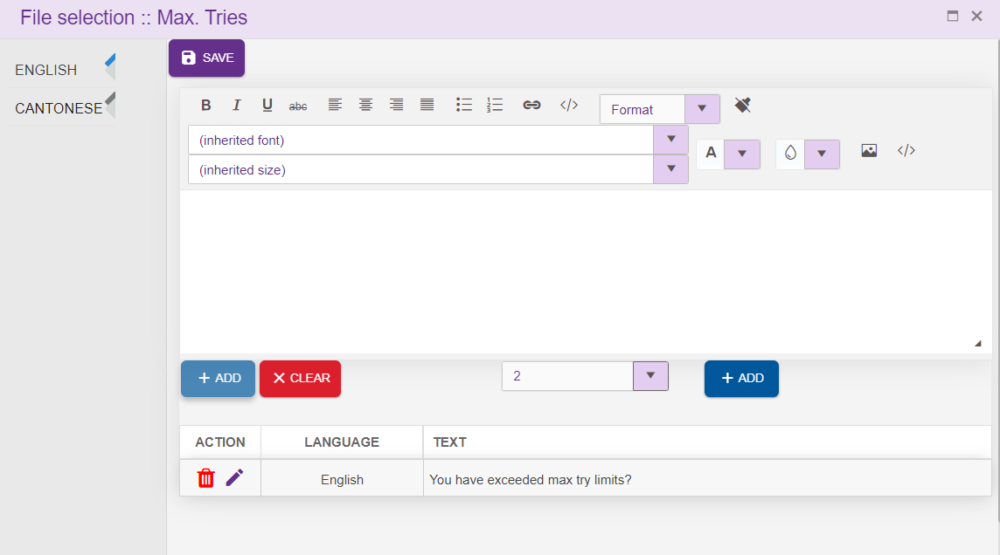 File selection :: Max. Tries
ENGLISH
CANTONESE
SAVE
B I U abc
Format
(inherited font)
(inherited size)
A
ADD
CLEAR
2
ADD
ACTION LANGUAGE TEXT
English You have exceeded max try limits?